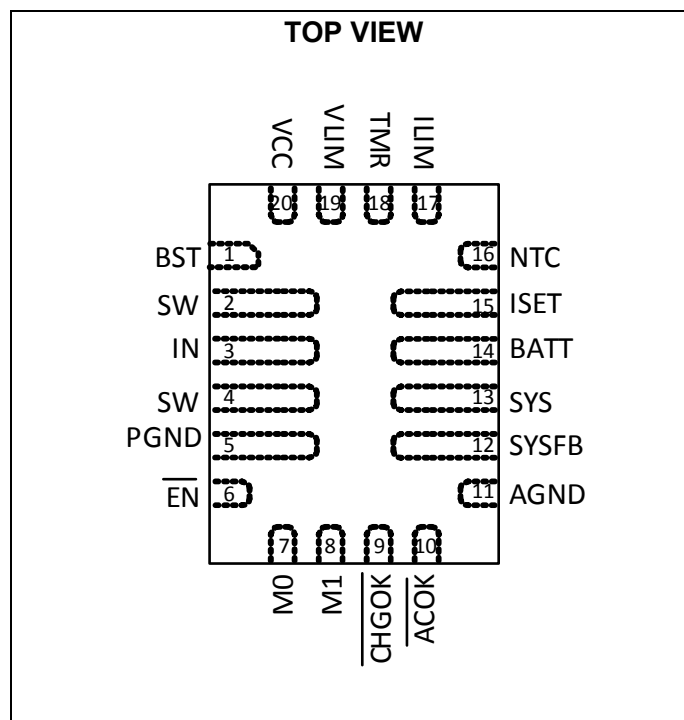 TOP VIEW
VCC
VLIM
TMR
ILIM
20
19
18
17
BST
1
16
NTC
SW
2
15
ISET
IN
3
14
BATT
SW
4
13
SYS
PGND
5
12
SYSFB
EN
6
11
AGND
7
8
9
10
M0
M1
CHGOK
ACOK